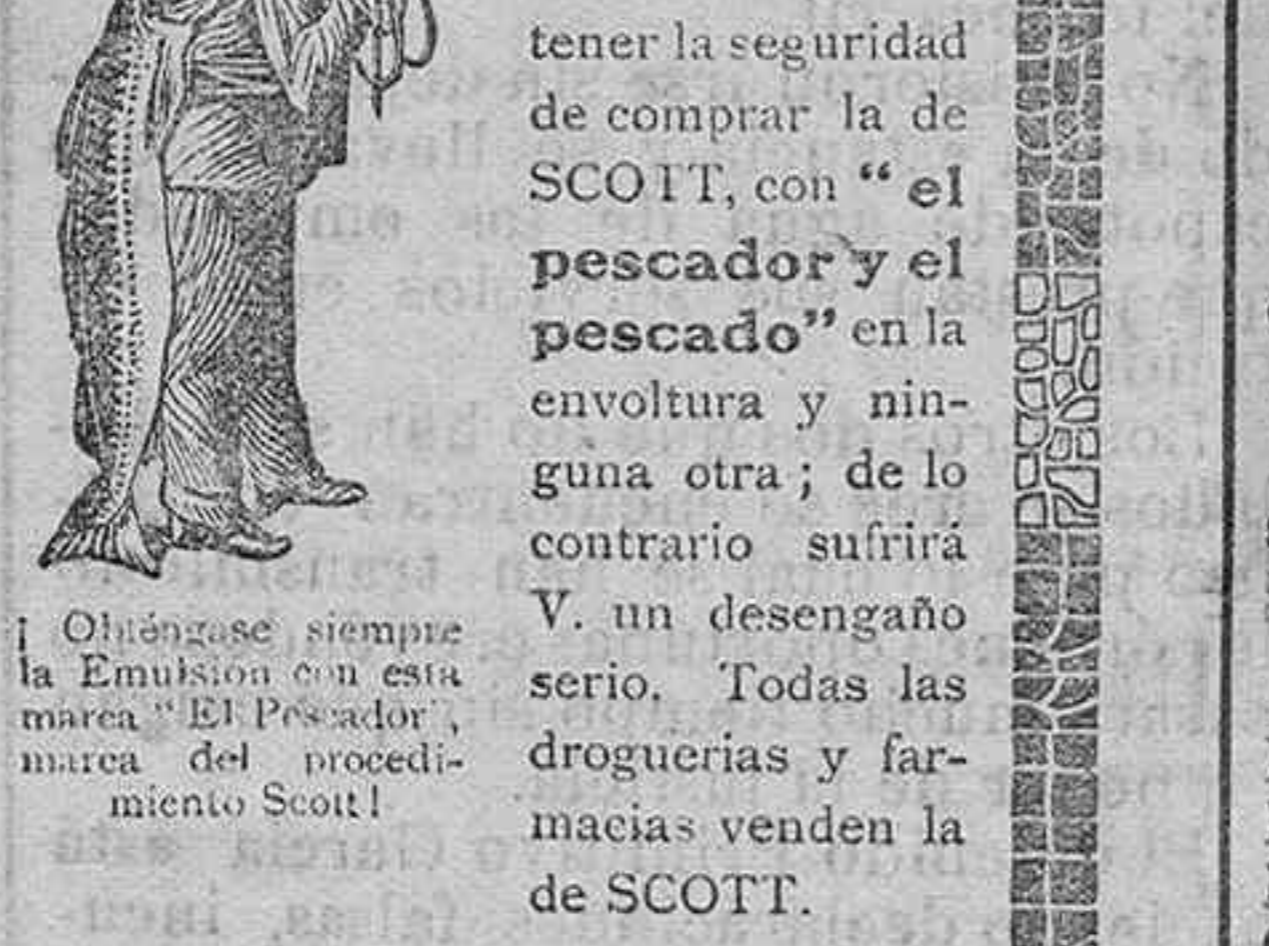 tener la seguridad
de comprar la de
SCOTT, con "el
pescador y el
pescado" en la
envoltura y nin-
guna otra; de lo
contrario sufrirá
V. un desengaño
serio. Todas las
droguerias y far-
macias venden la
de SCOTT.
¡ Obténgase siempre
la Emulsion con esta
marca "El Pescador",
marca del procedi-
miento Scott!